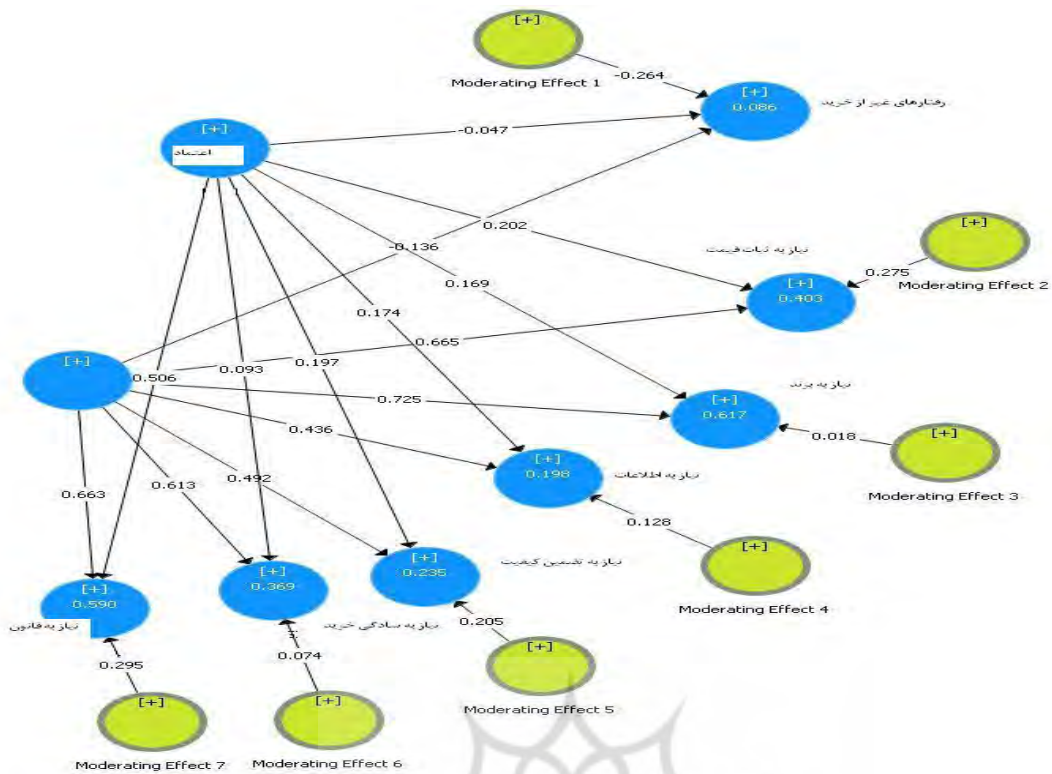 [+]
Moderating Effect 1
-0.264
[+]
0.086
رفتارهای غیر از خرید
[+]
اعتماد
-0.047
-0.136
0.202
نیاز به ثبات قیمت
[+]
0.403
[+]
0.275
Moderating Effect 2
0.169
0.174
0.665
[+]
0.506
0.093
0.197
0.725
نیاز به برند
[+]
0.617
0.018
[+]
Moderating Effect 3
0.436
[+]
0.198
نیاز به اطلاعات
0.663
0.613
0.492
0.128
[+]
Moderating Effect 4
[+]
0.590
نیاز به قانون
[+]
0.369
نیاز به سادگی خرید
[+]
0.235
نیاز به تضمین کیفیت
0.205
[+]
Moderating Effect 5
0.295
0.074
[+]
Moderating Effect 7
[+]
Moderating Effect 6